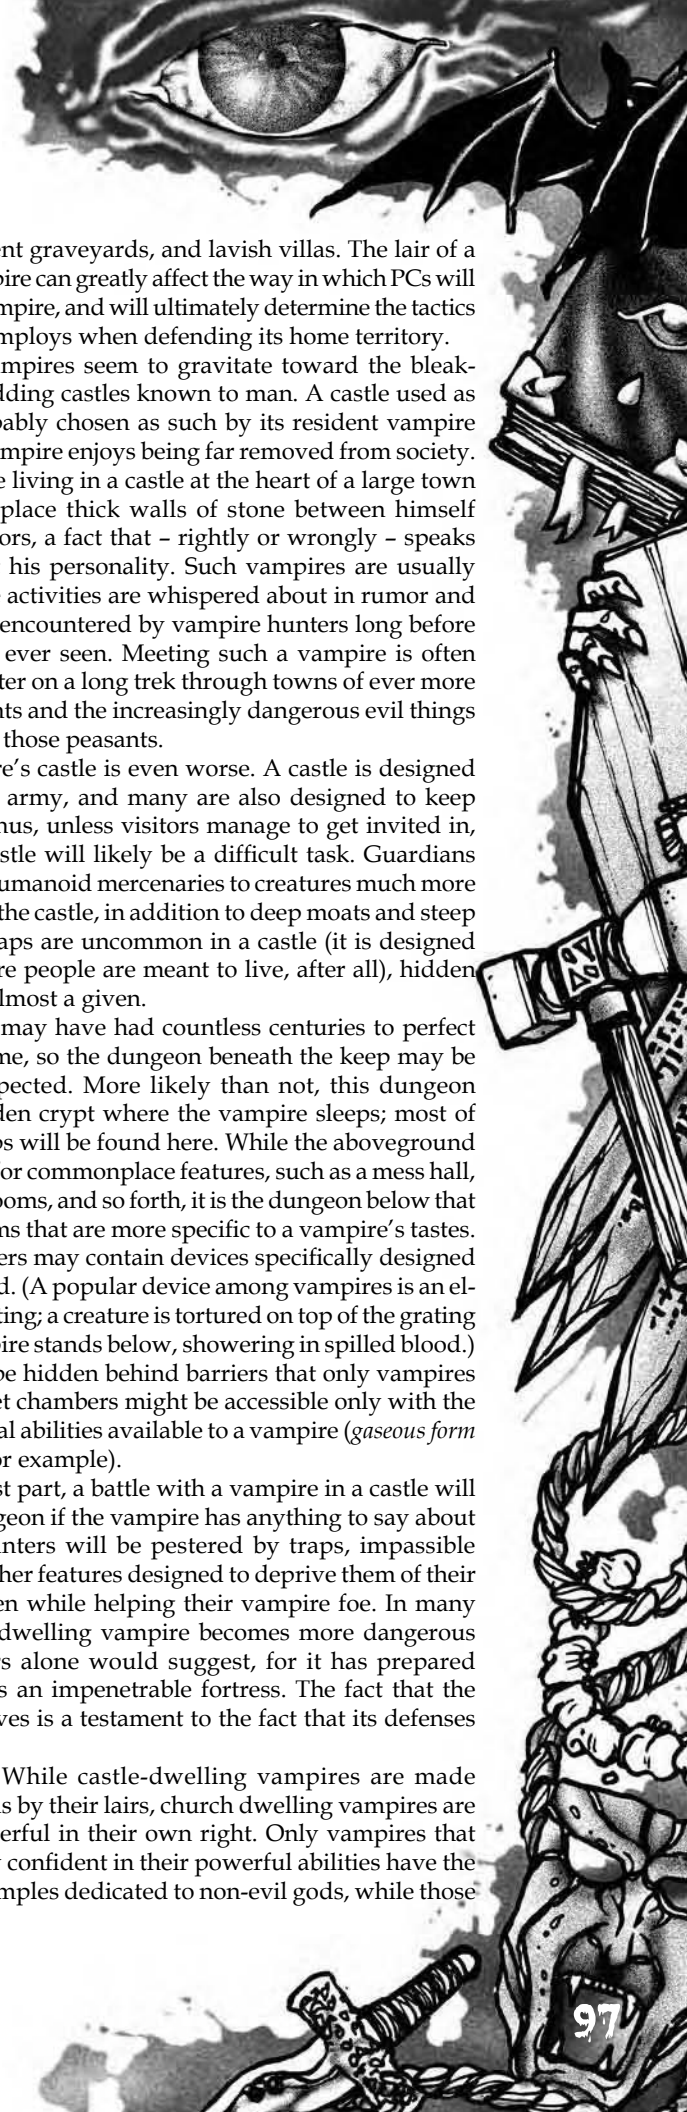 ent graveyards, and lavish villas. The lair of a
pire can greatly affect the way in which PCs will
ampire, and will ultimately determine the tactics
mploys when defending its home territory.
ampires seem to gravitate toward the bleak-
dding castles known to man. A castle used as
bably chosen as such by its resident vampire
ampire enjoys being far removed from society.
e living in a castle at the heart of a large town
place thick walls of stone between himself
ors, a fact that – rightly or wrongly – speaks
his personality. Such vampires are usually
activities are whispered about in rumor and
encountered by vampire hunters long before
ever seen. Meeting such a vampire is often
ter on a long trek through towns of ever more
nts and the increasingly dangerous evil things
those peasants.
re’s castle is even worse. A castle is designed
army, and many are also designed to keep
hus, unless visitors manage to get invited in,
stle will likely be a difficult task. Guardians
umanoid mercenaries to creatures much more
the castle, in addition to deep moats and steep
aps are uncommon in a castle (it is designed
re people are meant to live, after all), hidden
lmost a given.
may have had countless centuries to perfect
me, so the dungeon beneath the keep may be
pected. More likely than not, this dungeon
den crypt where the vampire sleeps; most of
ps will be found here. While the aboveground
for commonplace features, such as a mess hall,
ooms, and so forth, it is the dungeon below that
ms that are more specific to a vampire’s tastes.
ers may contain devices specifically designed
d. (A popular device among vampires is an el-
ting; a creature is tortured on top of the grating
pire stands below, showering in spilled blood.)
be hidden behind barriers that only vampires
et chambers might be accessible only with the
al abilities available to a vampire (gaseous form
or example).
st part, a battle with a vampire in a castle will
geon if the vampire has anything to say about
unters will be pestered by traps, impassible
her features designed to deprive them of their
en while helping their vampire foe. In many
dwelling vampire becomes more dangerous
rs alone would suggest, for it has prepared
s an impenetrable fortress. The fact that the
ves is a testament to the fact that its defenses
While castle-dwelling vampires are made
us by their lairs, church dwelling vampires are
erful in their own right. Only vampires that
y confident in their powerful abilities have the
mples dedicated to non-evil gods, while those
97